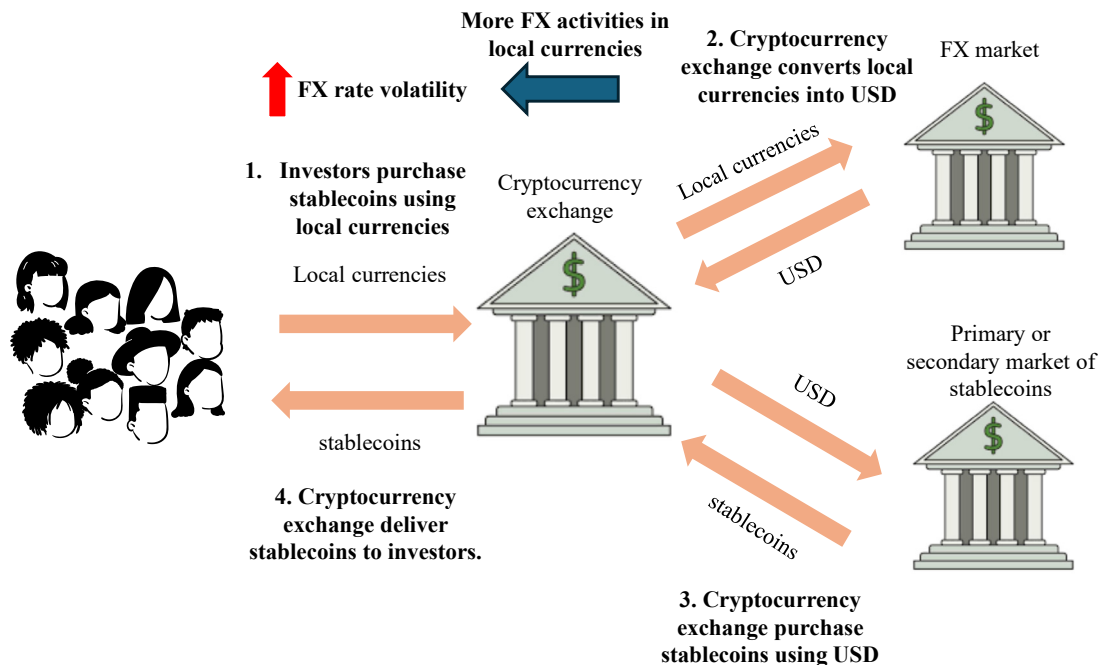 More FX activities in
local currencies
FX rate volatility
2. Cryptocurrency
exchange converts local
currencies into USD
FX market
$
1. Investors purchase
stablecoins using
local currencies
Cryptocurrency
exchange
$
Local currencies
USD
Local currencies
stablecoins
Primary or
secondary market of
stablecoins
$
USD
stablecoins
4. Cryptocurrency
exchange deliver
stablecoins to investors.
3. Cryptocurrency
exchange purchase
stablecoins using USD